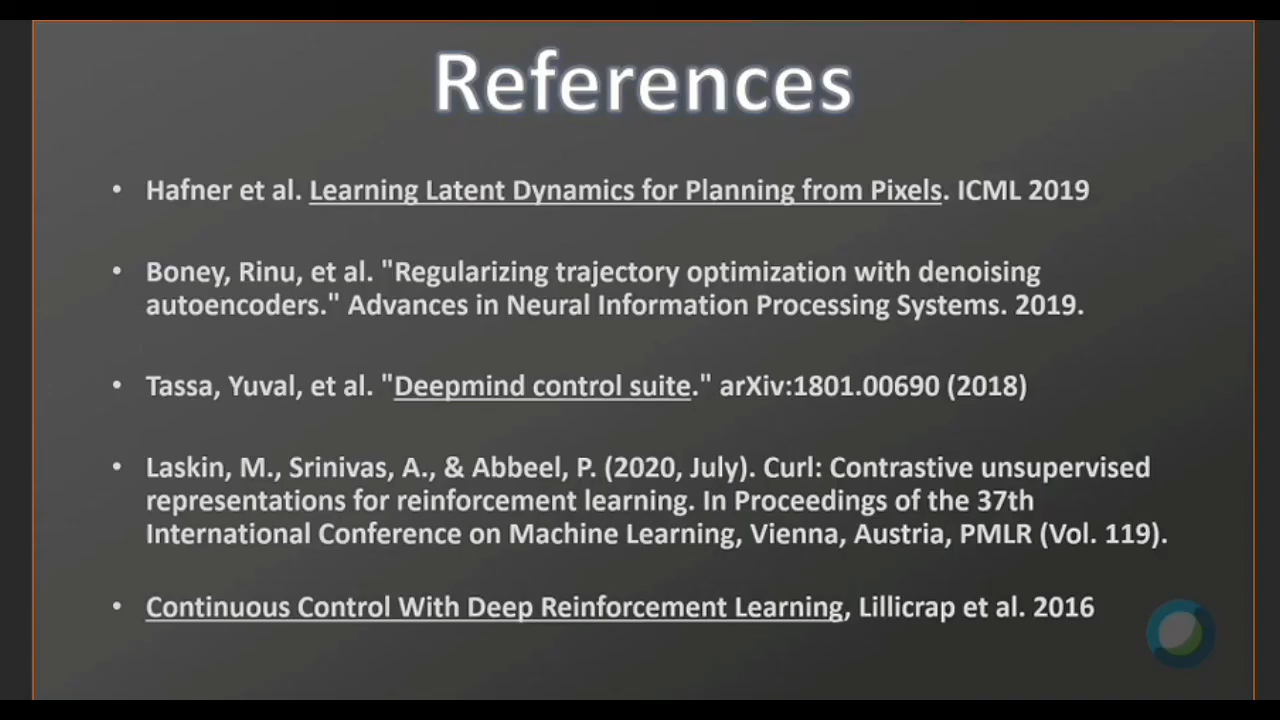 References
• Hafner et al. Learning Latent Dynamics for Planning from Pixels. ICML 2019
• Boney, Rinu, et al. "Regularizing trajectory optimization with denoising
autoencoders." Advances in Neural Information Processing Systems. 2019.
• Tassa, Yuval, et al. "Deepmind control suite." arXiv:1801.00690 (2018)
• Laskin, M., Srinivas, A., & Abbeel, P. (2020, July). Curl: Contrastive unsupervised
representations for reinforcement learning. In Proceedings of the 37th
International Conference on Machine Learning, Vienna, Austria, PMLR (Vol. 119).
• Continuous Control With Deep Reinforcement Learning, Lillicrap et al. 2016